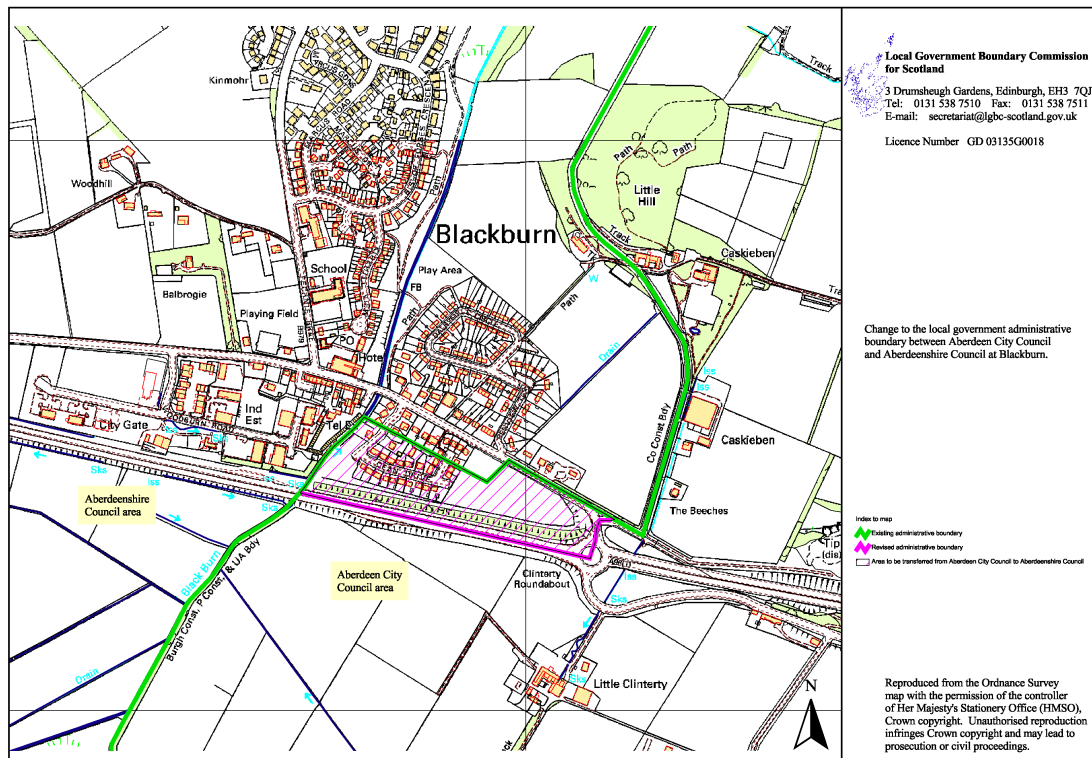 Kinmohr
Track
Path
Path
Path
Woodhill
Little
Hill
Blackburn
Track
Caskieben
School
Play Area
Balbrogie
FB
W
Playing Field
Path
Path
PO
Hotel
Drain
Iss
Iss
Ind
Est
City Gate
Tel
Co Const Bdy
Caskieben
Sks
Iss
Sks
Sks
Aberdeenshire
Council area
The Beeches
Black Burn
Burgh Const, P Const, & UA Bdy
Aberdeen City
Council area
Clinterty
Roundabout
Iss
Sks
Tip
(dis)
Drain
Little Clinterty
Sks
N
Local Government Boundary Commission
for Scotland
3 Drumsheugh Gardens, Edinburgh, EH3 7QJ
Tel: 0131 538 7510 Fax: 0131 538 7511
E-mail: secretariat@lgbc-scotland.gov.uk
Licence Number GD 03135G0018
Change to the local government administrative
boundary between Aberdeen City Council
and Aberdeenshire Council at Blackburn.
Index to map
Existing administrative boundary
Revised administrative boundary
Area to be transferred from Aberdeen City Council to Aberdeenshire Council
Reproduced from the Ordnance Survey
map with the permission of the controller
of Her Majesty's Stationery Office (HMSO),
Crown copyright. Unauthorised reproduction
infringes Crown copyright and may lead to
prosecution or civil proceedings.